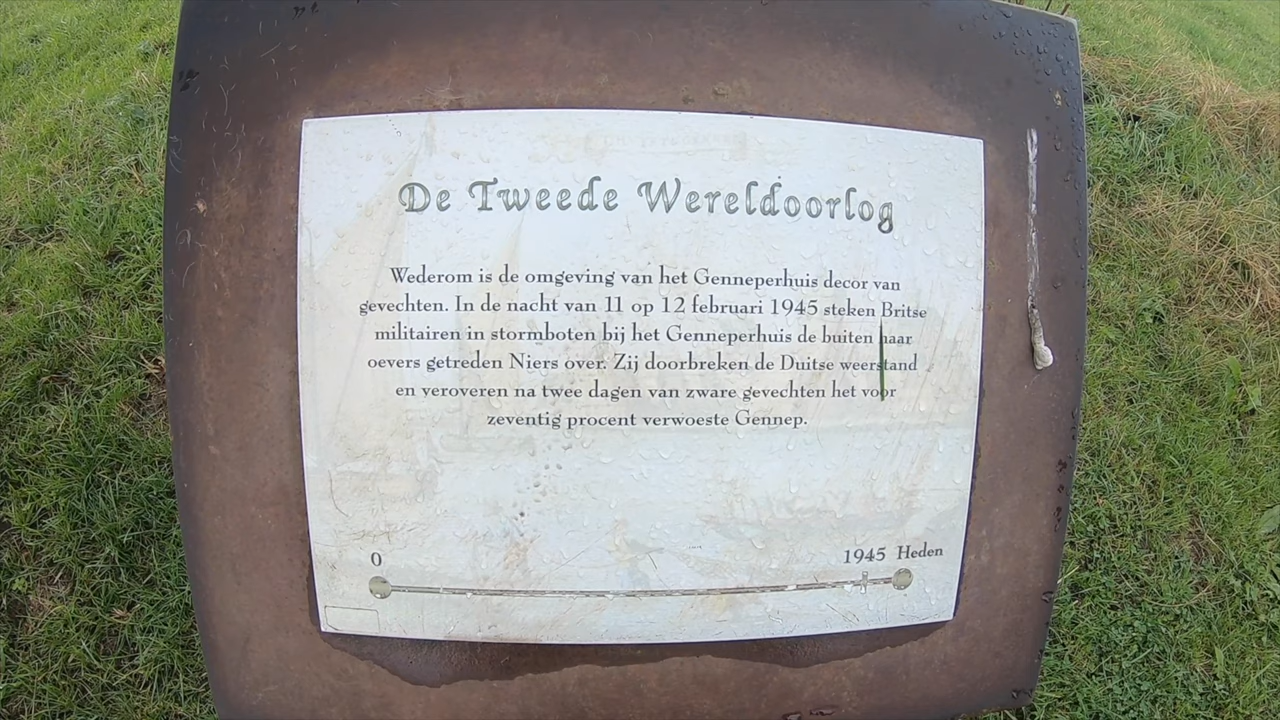 De Tweede Wereldoorlog
Wederom is de omgeving van het Genneperhuis decor van
gevechten. In de nacht van 11 op 12 februari 1945 steken Britse
militairen in stormboten bij het Genneperhuis de buiten haar
oevers getreden Niers over. Zij doorbreken de Duitse weerstand
en veroveren na twee dagen van zware gevechten het voor
zeventig procent verwoeste Gennep.
0
1945 Heden